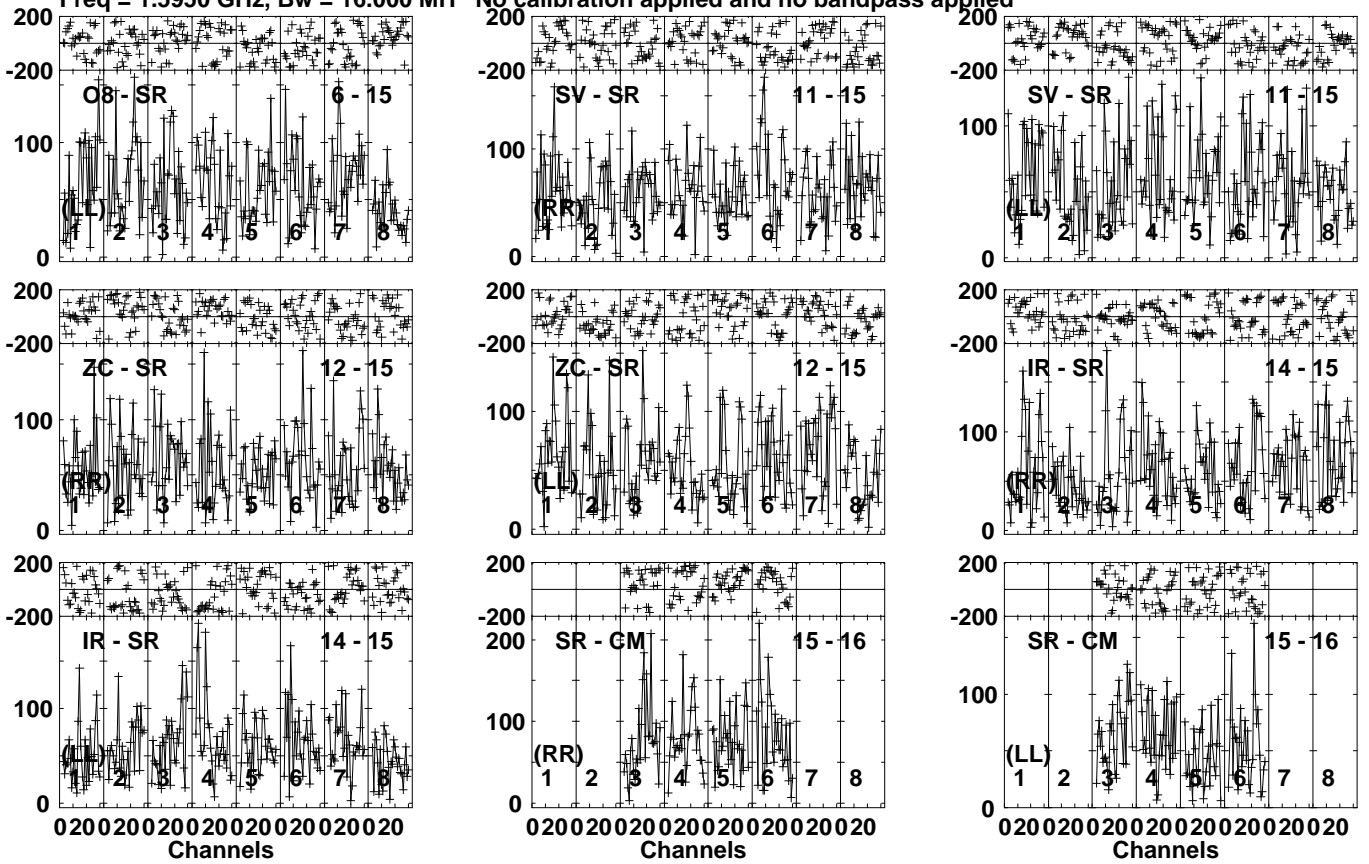 Freq = 1.5950 GHz, Bw = 16.000 MH No calibration applied and no bandpass applied
200
-200
O8 - SR 6 - 15
100
(LL)
1 2 3 4 5 6 7 8
0
200
-200
SV - SR 11 - 15
100
(RR)
1 2 3 4 5 6 7 8
0
200
-200
SV - SR 11 - 15
100
(LL)
1 2 3 4 5 6 7 8
0
200
-200
ZC - SR 12 - 15
100
(RR)
1 2 3 4 5 6 7 8
0
200
-200
ZC - SR 12 - 15
100
(LL)
1 2 3 4 5 6 7 8
0
200
-200
IR - SR 14 - 15
100
(RR)
1 2 3 4 5 6 7 8
0
200
-200
IR - SR 14 - 15
100
(LL)
1 2 3 4 5 6 7 8
0
0 20 0 20 0 20 0 20 0 20 0 20 0 20 0 20
Channels
200
-200
SR - CM 15 - 16
200
100
(RR)
1 2 3 4 5 6 7 8
0
0 20 0 20 0 20 0 20 0 20 0 20 0 20 0 20
Channels
200
-200
SR - CM 15 - 16
100
(LL)
1 2 3 4 5 6 7 8
0
0 20 0 20 0 20 0 20 0 20 0 20 0 20 0 20
Channels